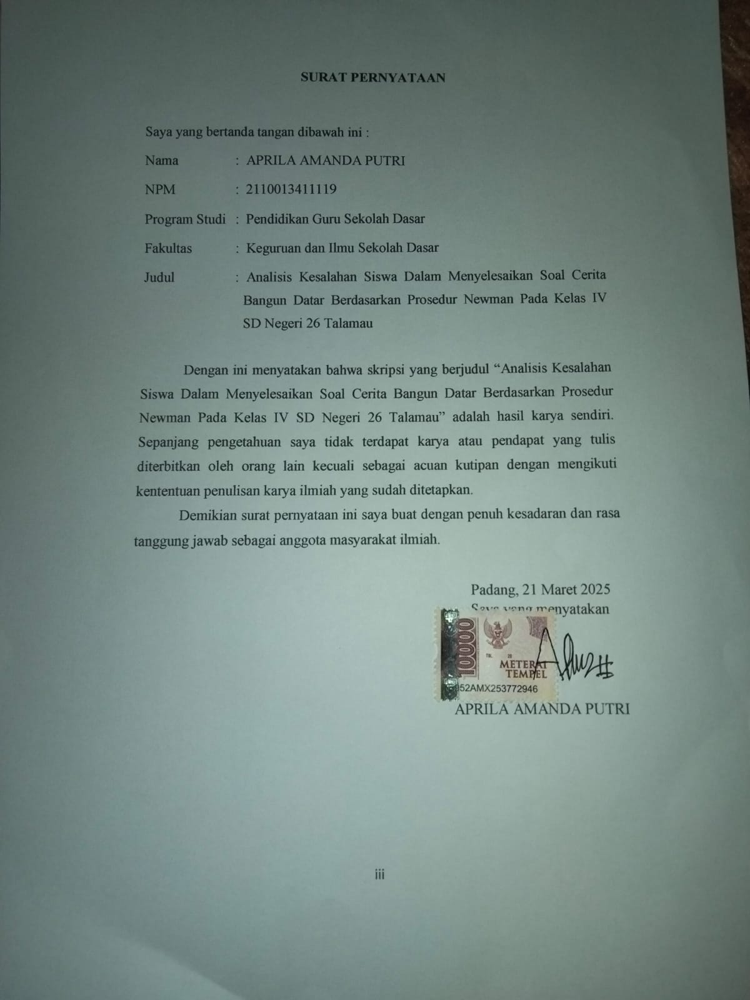 SURAT PERNYATAAN
Saya yang bertanda tangan dibawah ini :
Nama : APRILA AMANDA PUTRI
NPM : 2110013411119
Program Studi : Pendidikan Guru Sekolah Dasar
Fakultas : Keguruan dan Ilmu Sekolah Dasar
Judul : Analisis Kesalahan Siswa Dalam Menyelesaikan Soal Cerita
Bangun Datar Berdasarkan Prosedur Newman Pada Kelas IV
SD Negeri 26 Talamau
Dengan ini menyatakan bahwa skripsi yang berjudul “Analisis Kesalahan
Siswa Dalam Menyelesaikan Soal Cerita Bangun Datar Berdasarkan Prosedur
Newman Pada Kelas IV SD Negeri 26 Talamau” adalah hasil karya sendiri.
Sepanjang pengetahuan saya tidak terdapat karya atau pendapat yang tulis
diterbitkan oleh orang lain kecuali sebagai acuan kutipan dengan mengikuti
kententuan penulisan karya ilmiah yang sudah ditetapkan.
Demikian surat pernyataan ini saya buat dengan penuh kesadaran dan rasa
tanggung jawab sebagai anggota masyarakat ilmiah.
Padang, 21 Maret 2025
Saya yang menyatakan
10000
TGL. 20
METERAI
TEMPEL
52AMX253772946
APRILA AMANDA PUTRI
iii